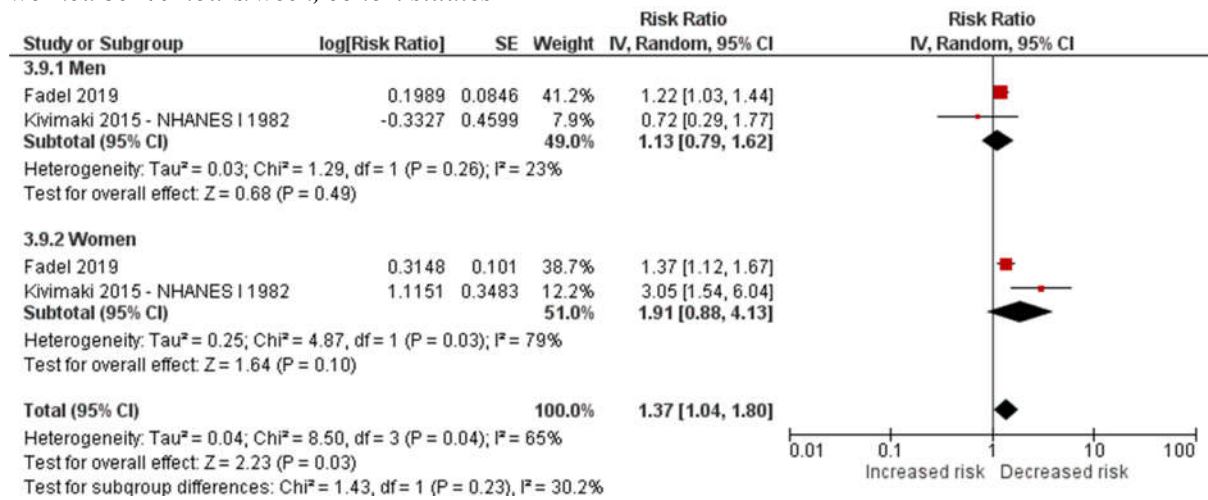 Risk Ratio Risk Ratio
Study or Subgroup log[Risk Ratio] SE Weight IV, Random, 95% CI IV, Random, 95% CI
3.9.1 Men
Fadel 2019 0.1989 0.0846 41.2% 1.22 [1.03, 1.44]
Kivimaki 2015 - NHANES I 1982 -0.3327 0.4599 7.9% 0.72 [0.29, 1.77]
Subtotal (95% CI) 49.0% 1.13 [0.79, 1.62]
Heterogeneity: Tau² = 0.03; Chi² = 1.29, df = 1 (P = 0.26); I² = 23%
Test for overall effect: Z = 0.68 (P = 0.49)
3.9.2 Women
Fadel 2019 0.3148 0.101 38.7% 1.37 [1.12, 1.67]
Kivimaki 2015 - NHANES I 1982 1.1151 0.3483 12.2% 3.05 [1.54, 6.04]
Subtotal (95% CI) 51.0% 1.91 [0.88, 4.13]
Heterogeneity: Tau² = 0.25; Chi² = 4.87, df = 1 (P = 0.03); I² = 79%
Test for overall effect: Z = 1.64 (P = 0.10)
Total (95% CI) 100.0% 1.37 [1.04, 1.80]
Heterogeneity: Tau² = 0.04; Chi² = 8.50, df = 3 (P = 0.04); I² = 65%
Test for overall effect: Z = 2.23 (P = 0.03)
Test for subgroup differences: Chi² = 1.43, df = 1 (P = 0.23), I² = 30.2%
0.01 0.1 1 10 100
Increased risk Decreased risk